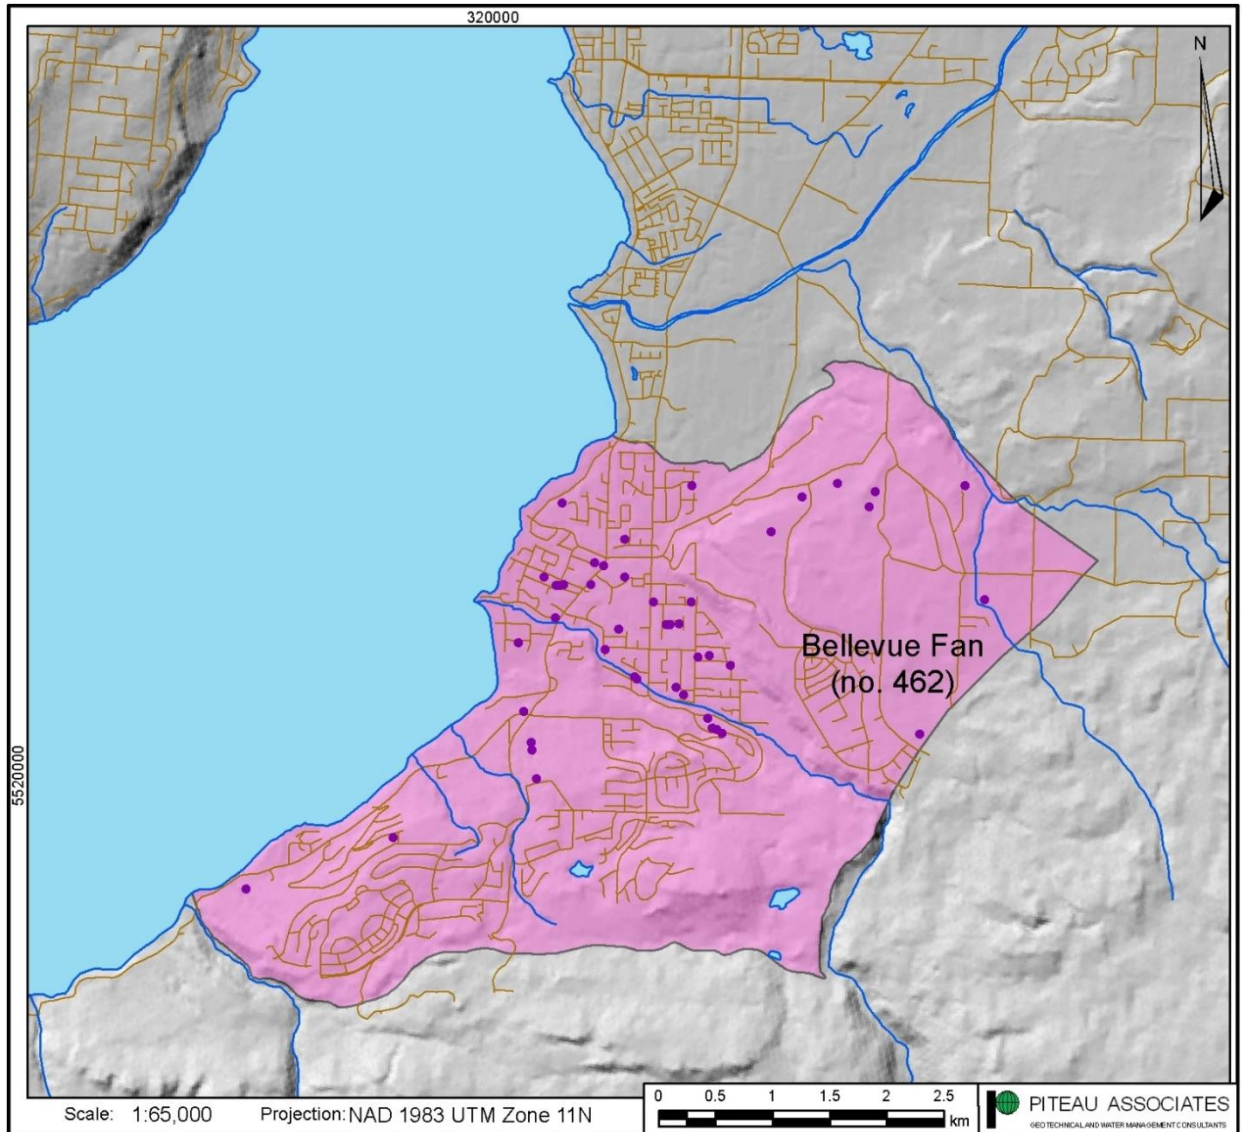 320000
N
Bellevue Fan
(no. 462)
5520000
Scale: 1:65,000 Projection: NAD 1983 UTM Zone 11N
0 0.5 1 1.5 2 2.5
km
PITEAU ASSOCIATES
GEOTECHNICAL AND WATER MANAGEMENT CONSULTANTS